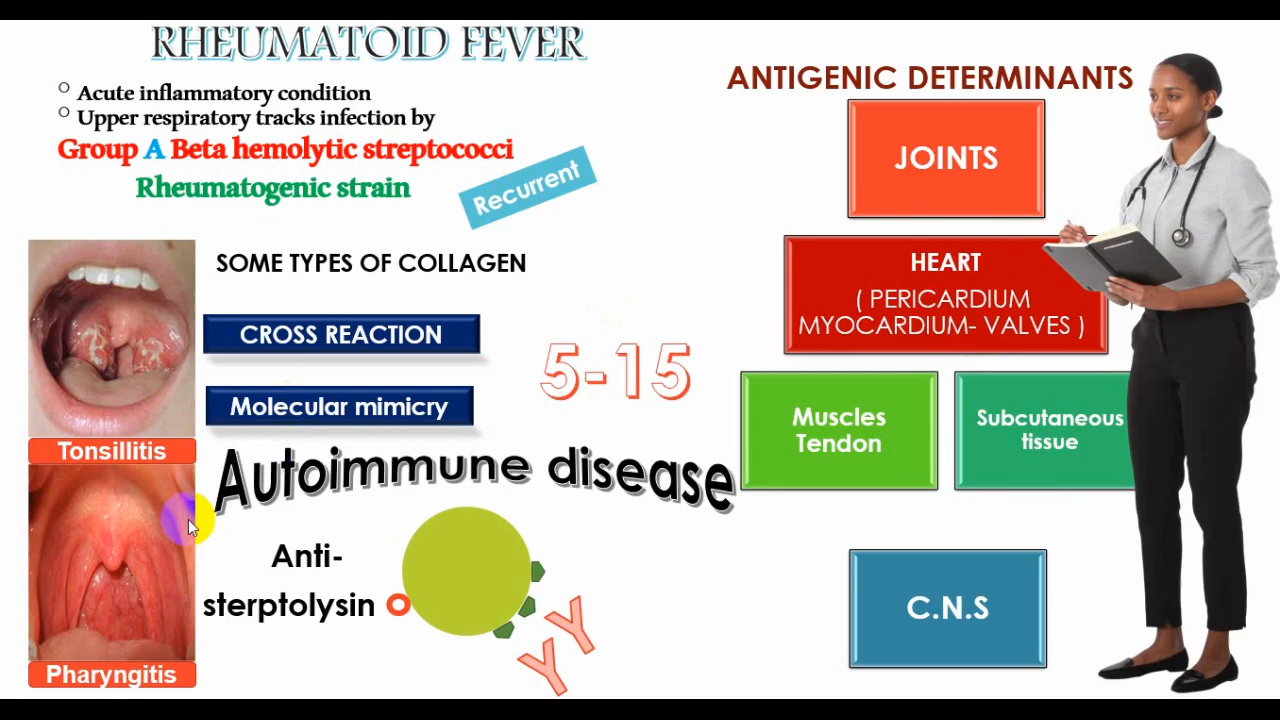 RHEUMATOID FEVER
Acute inflammatory condition
Upper respiratory tracks infection by
Group A Beta hemolytic streptococci
Rheumatogenic strain
Recurrent
SOME TYPES OF COLLAGEN
CROSS REACTION
Molecular mimicry
5-15
Autoimmune disease
Tonsillitis
Anti-
sterptolysin O
Pharyngitis
ANTIGENIC DETERMINANTS
JOINTS
HEART
( PERICARDIUM
MYOCARDIUM- VALVES )
Muscles
Tendon
Subcutaneous
tissue
C.N.S